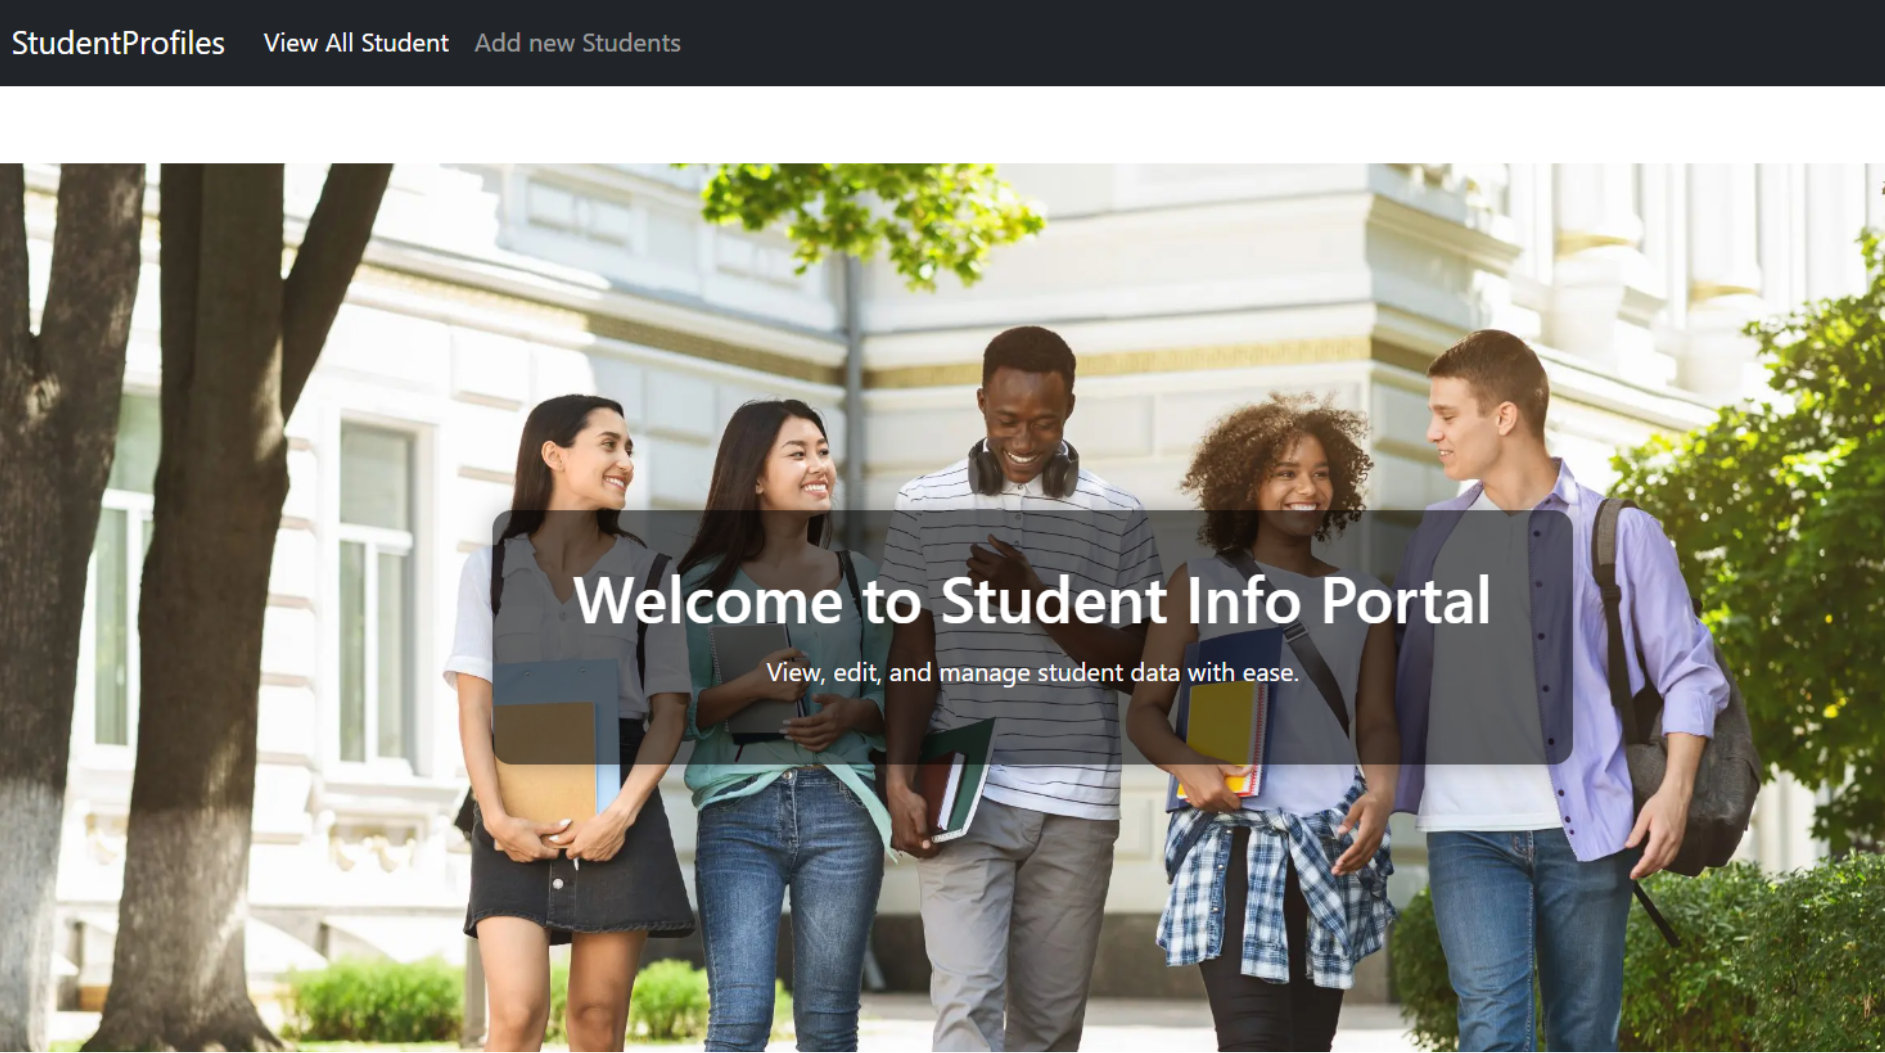 StudentProfiles View All Student Add new Students
Welcome to Student Info Portal
View, edit, and manage student data with ease.